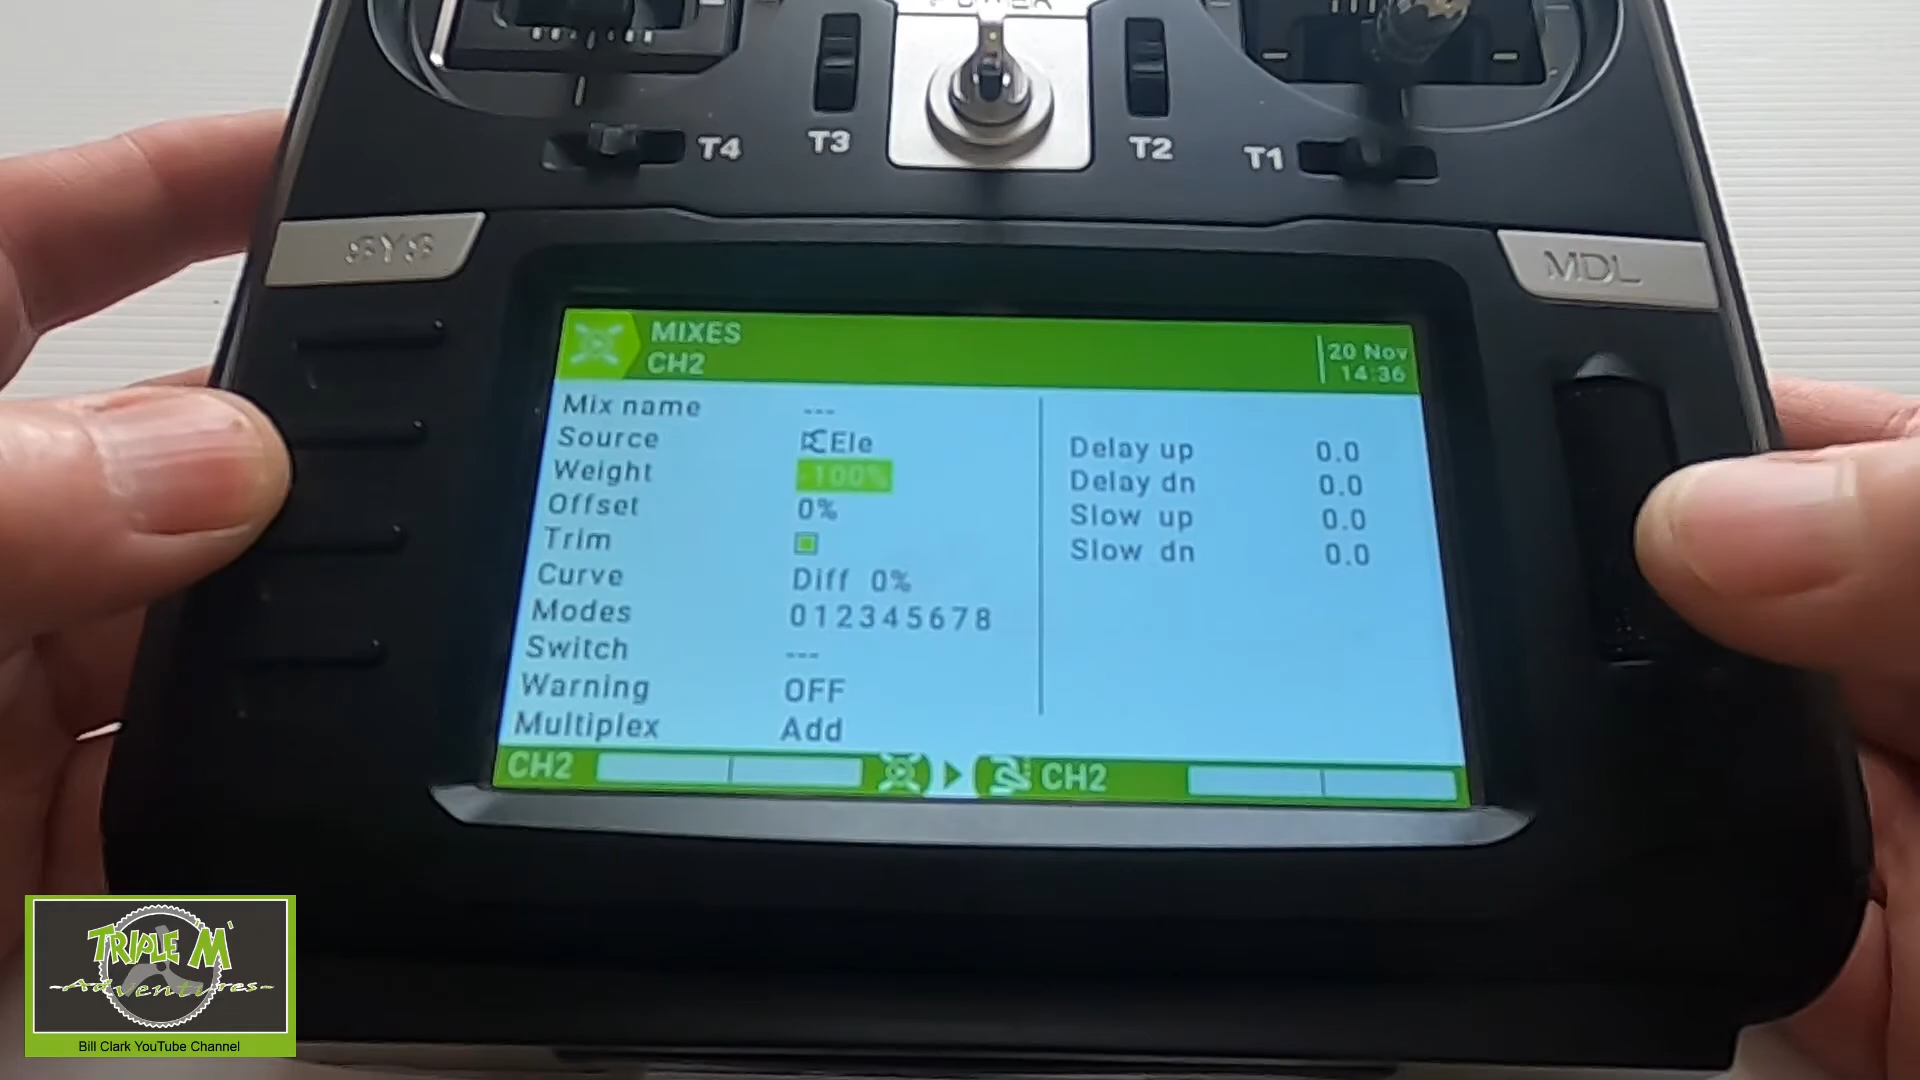 POWER
T4
T3
T2
T1
SYS
MDL
MIXES
CH2
20 Nov
14:36
Mix name ---
Source Ele
Weight -100%
Offset 0%
Trim
Curve Diff 0%
Modes 012345678
Switch ---
Warning OFF
Multiplex Add
Delay up 0.0
Delay dn 0.0
Slow up 0.0
Slow dn 0.0
CH2
CH2
TRIPLE M
-Adventures-
Bill Clark YouTube Channel